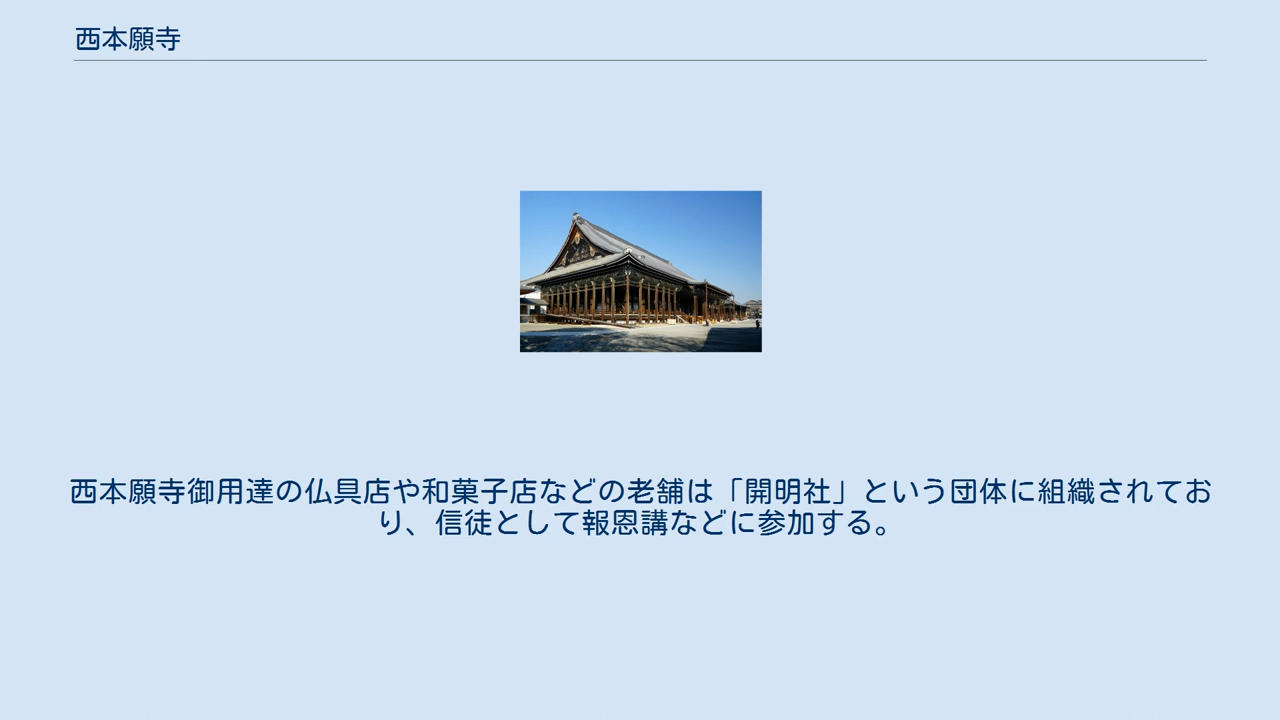 西本願寺
西本願寺御用達の仏具店や和菓子店などの老舗は「開明社」という団体に組織されてお
り、信徒として報恩講などに参加する。